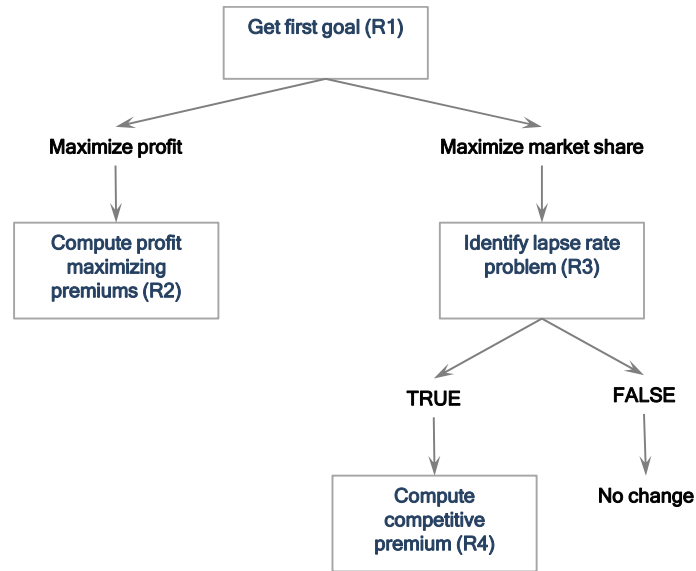 Get first goal (R1)
Maximize profit
Maximize market share
Compute profit
maximizing
premiums (R2)
Identify lapse rate
problem (R3)
TRUE
FALSE
Compute
competitive
premium (R4)
No change